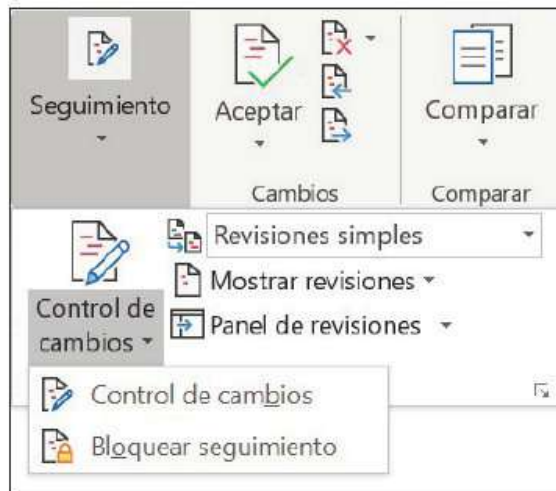 Seguimiento
Aceptar
Comparar
Cambios
Comparar
Revisiones simples
Mostrar revisiones
Panel de revisiones
Control de
cambios
Control de cambios
Bloquear seguimiento